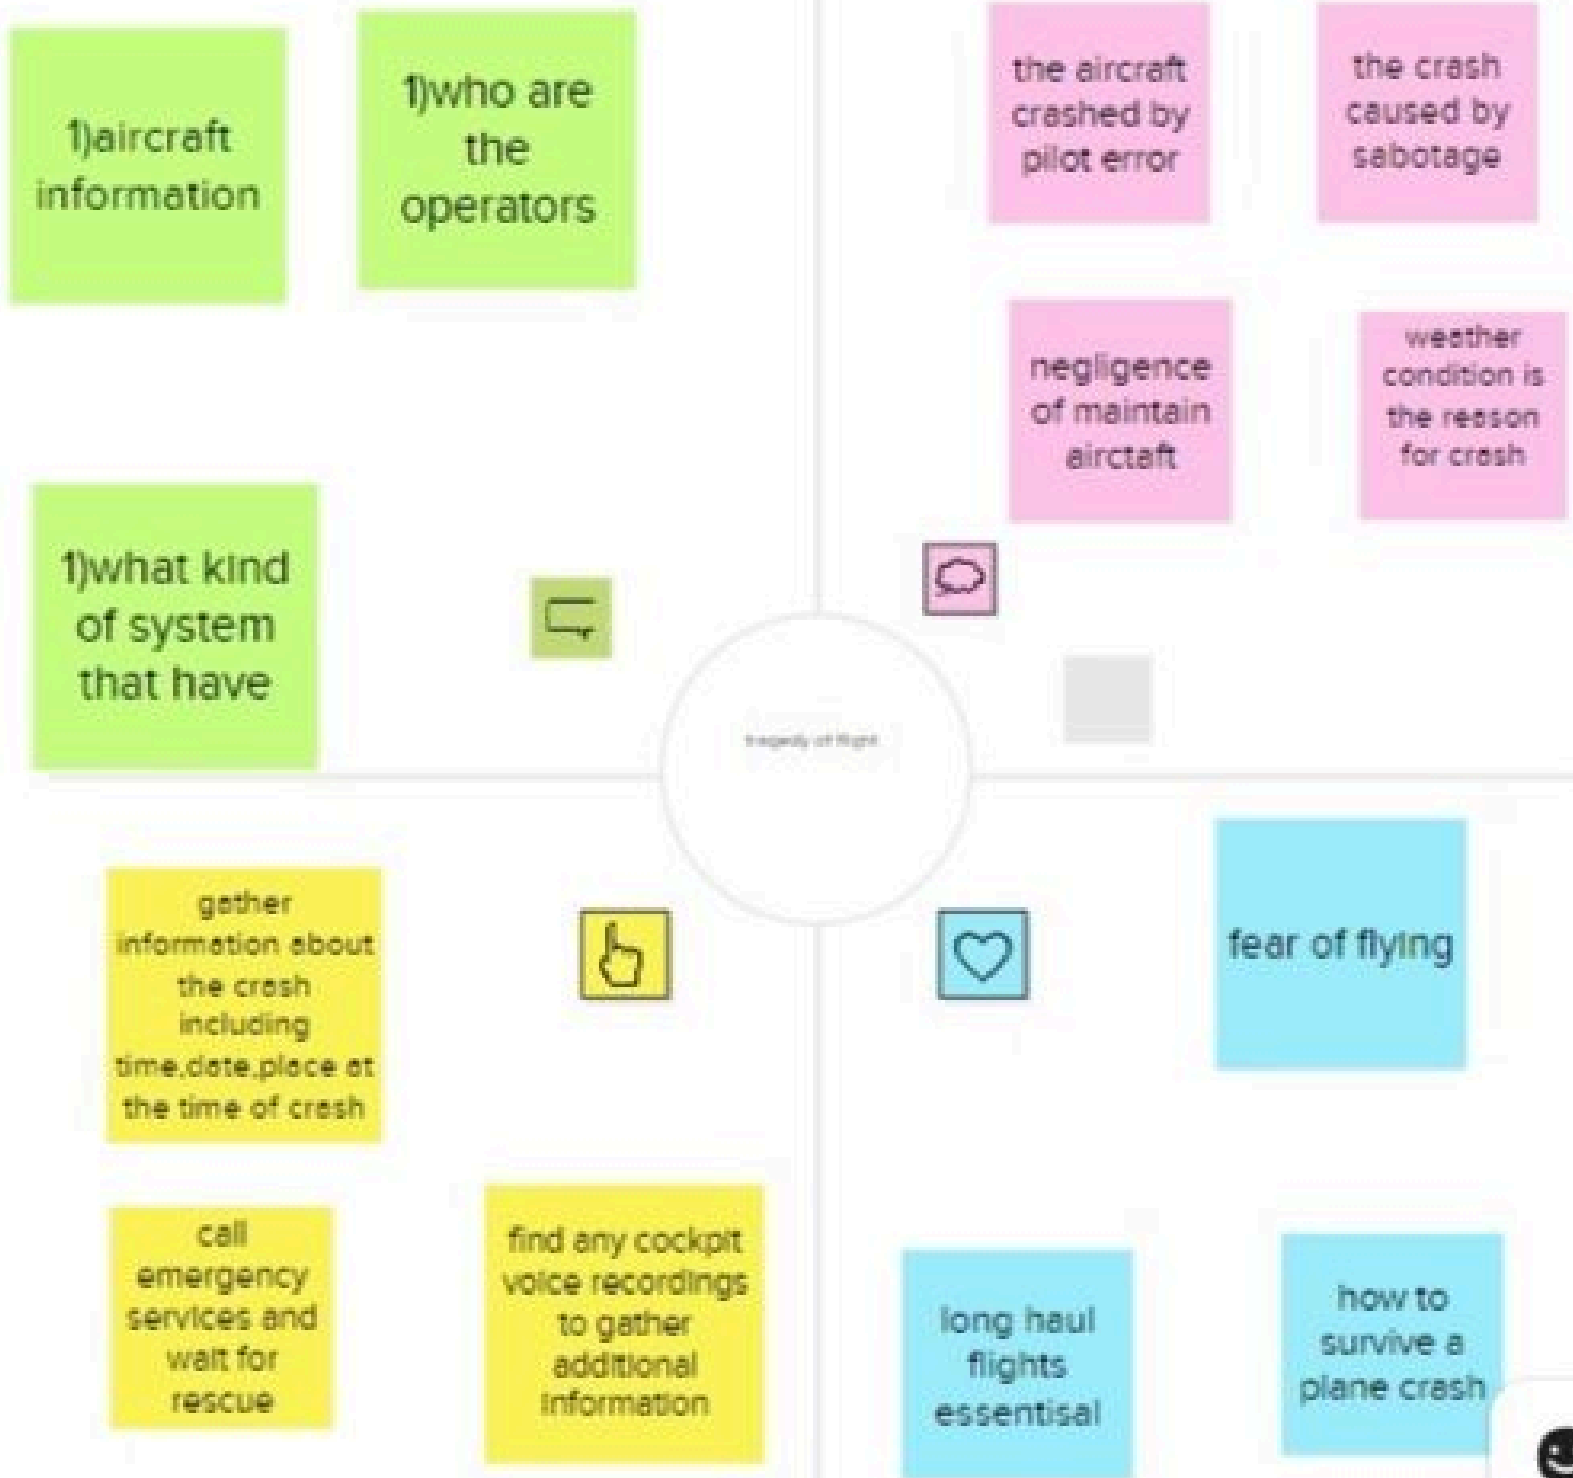 1)aircraft
information
1)who are
the
operators
1)what kind
of system
that have
the aircraft
crashed by
pilot error
the crash
caused by
sabotage
negligence
of maintain
airctaft
weather
condition is
the reason
for crash
tragedy of flight
gather
information about
the crash
including
time,date,place at
the time of crash
call
emergency
services and
wait for
rescue
find any cockpit
voice recordings
to gather
additional
information
fear of flying
long haul
flights
essentisal
how to
survive a
plane crash